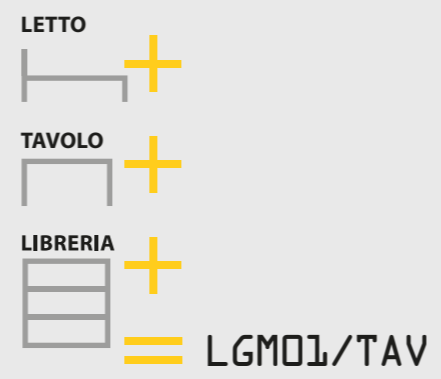 LETTO
+
TAVOLO
+
LIBRERIA
+
= LGM01/TAV